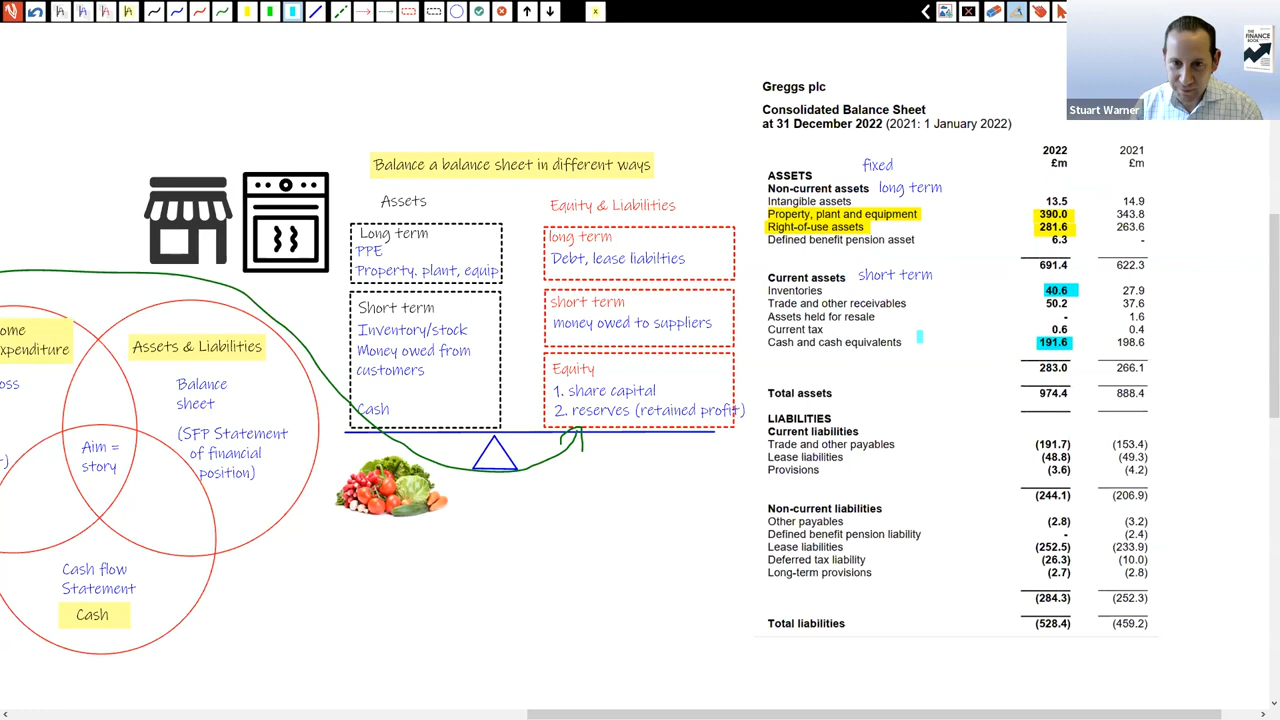 Stuart Warner
THE
FINANCE
BOOK
Balance a balance sheet in different ways
Assets
Equity & Liabilities
Long term
PPE
Property, plant, equip
long term
Debt, lease liabilties
Short term
Inventory/stock
Money owed from
customers
Cash
short term
money owed to suppliers
Equity
1. share capital
2. reserves (retained profit)
ome
xpenditure
oss
Assets & Liabilities
Balance
sheet
(SFP Statement
of financial
position)
Aim =
story
Cash flow
Statement
Cash
Greggs plc
Consolidated Balance Sheet
at 31 December 2022 (2021: 1 January 2022)
2022 2021
£m £m
fixed
ASSETS
Non-current assets long term
Intangible assets 13.5 14.9
Property, plant and equipment 390.0 343.8
Right-of-use assets 281.6 263.6
Defined benefit pension asset 6.3 -
691.4 622.3
Current assets short term
Inventories 40.6 27.9
Trade and other receivables 50.2 37.6
Assets held for resale - 1.6
Current tax 0.6 0.4
Cash and cash equivalents 191.6 198.6
283.0 266.1
Total assets 974.4 888.4
LIABILITIES
Current liabilities
Trade and other payables (191.7) (153.4)
Lease liabilities (48.8) (49.3)
Provisions (3.6) (4.2)
(244.1) (206.9)
Non-current liabilities
Other payables (2.8) (3.2)
Defined benefit pension liability - (2.4)
Lease liabilities (252.5) (233.9)
Deferred tax liability (26.3) (10.0)
Long-term provisions (2.7) (2.8)
(284.3) (252.3)
Total liabilities (528.4) (459.2)